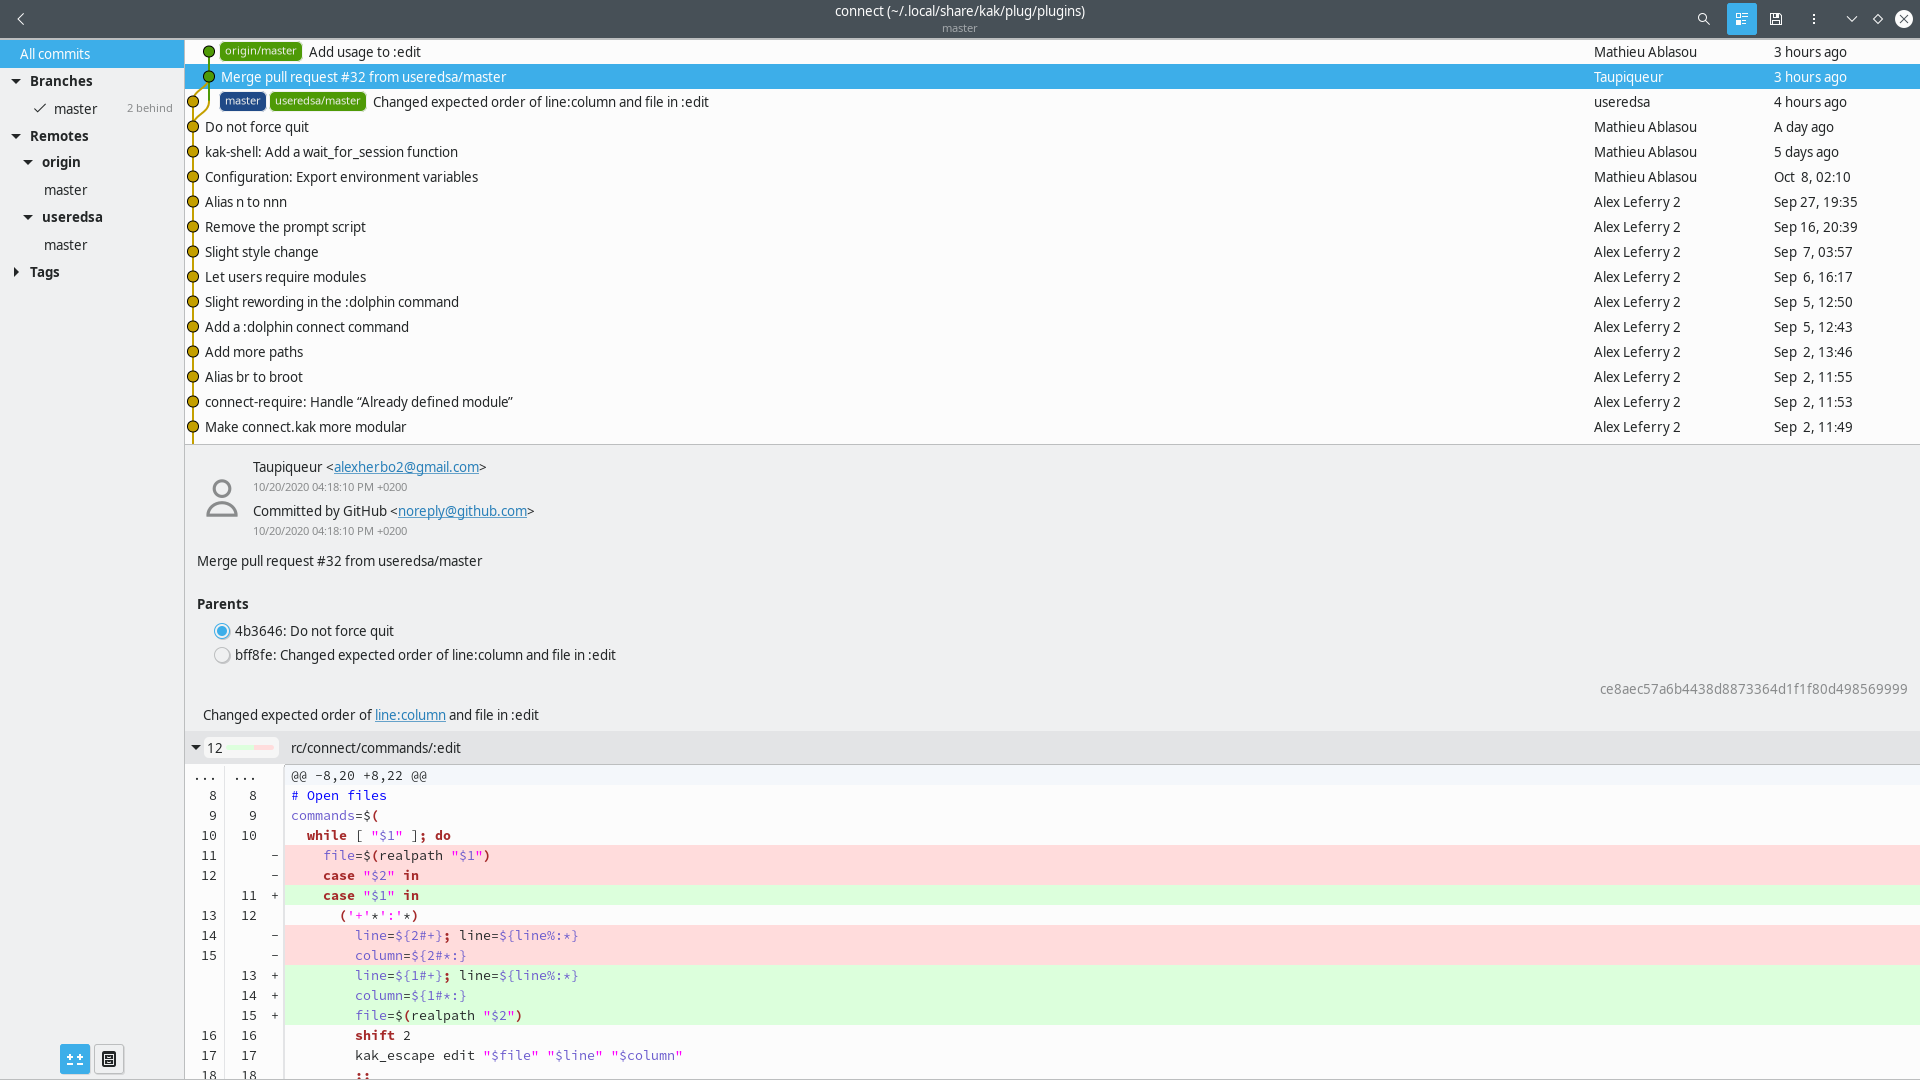 connect (~/.local/share/kak/plug/plugins)
master
All commits
Branches
master 2 behind
Remotes
origin
master
useredsa
master
Tags
origin/master Add usage to :edit Mathieu Ablasou 3 hours ago
Merge pull request #32 from useredsa/master Taupiqueur 3 hours ago
master useredsa/master Changed expected order of line:column and file in :edit useredsa 4 hours ago
Do not force quit Mathieu Ablasou A day ago
kak-shell: Add a wait_for_session function Mathieu Ablasou 5 days ago
Configuration: Export environment variables Mathieu Ablasou Oct 8, 02:10
Alias n to nnn Alex Leferry 2 Sep 27, 19:35
Remove the prompt script Alex Leferry 2 Sep 16, 20:39
Slight style change Alex Leferry 2 Sep 7, 03:57
Let users require modules Alex Leferry 2 Sep 6, 16:17
Slight rewording in the :dolphin command Alex Leferry 2 Sep 5, 12:50
Add a :dolphin connect command Alex Leferry 2 Sep 5, 12:43
Add more paths Alex Leferry 2 Sep 2, 13:46
Alias br to broot Alex Leferry 2 Sep 2, 11:55
connect-require: Handle “Already defined module” Alex Leferry 2 Sep 2, 11:53
Make connect.kak more modular Alex Leferry 2 Sep 2, 11:49
Taupiqueur <alexherbo2@gmail.com>
10/20/2020 04:18:10 PM +0200
Committed by GitHub <noreply@github.com>
10/20/2020 04:18:10 PM +0200
Merge pull request #32 from useredsa/master
Parents
4b3646: Do not force quit
bff8fe: Changed expected order of line:column and file in :edit
ce8aec57a6b4438d8873364d1f1f80d498569999
Changed expected order of line:column and file in :edit
12 rc/connect/commands/:edit
... ... @@ -8,20 +8,22 @@
8 8 # Open files
9 9 commands=$(
10 10 while [ "$1" ]; do
11 - file=$(realpath "$1")
12 - case "$2" in
11 + case "$1" in
13 12 ('+'*':'*)
14 - line=${2#+}; line=${line%:*}
15 - column=${2#*:}
13 + line=${1#+}; line=${line%:*}
14 + column=${1#*:}
15 + file=$(realpath "$2")
16 16 shift 2
17 17 kak_escape edit "$file" "$line" "$column"
18 18 ;;